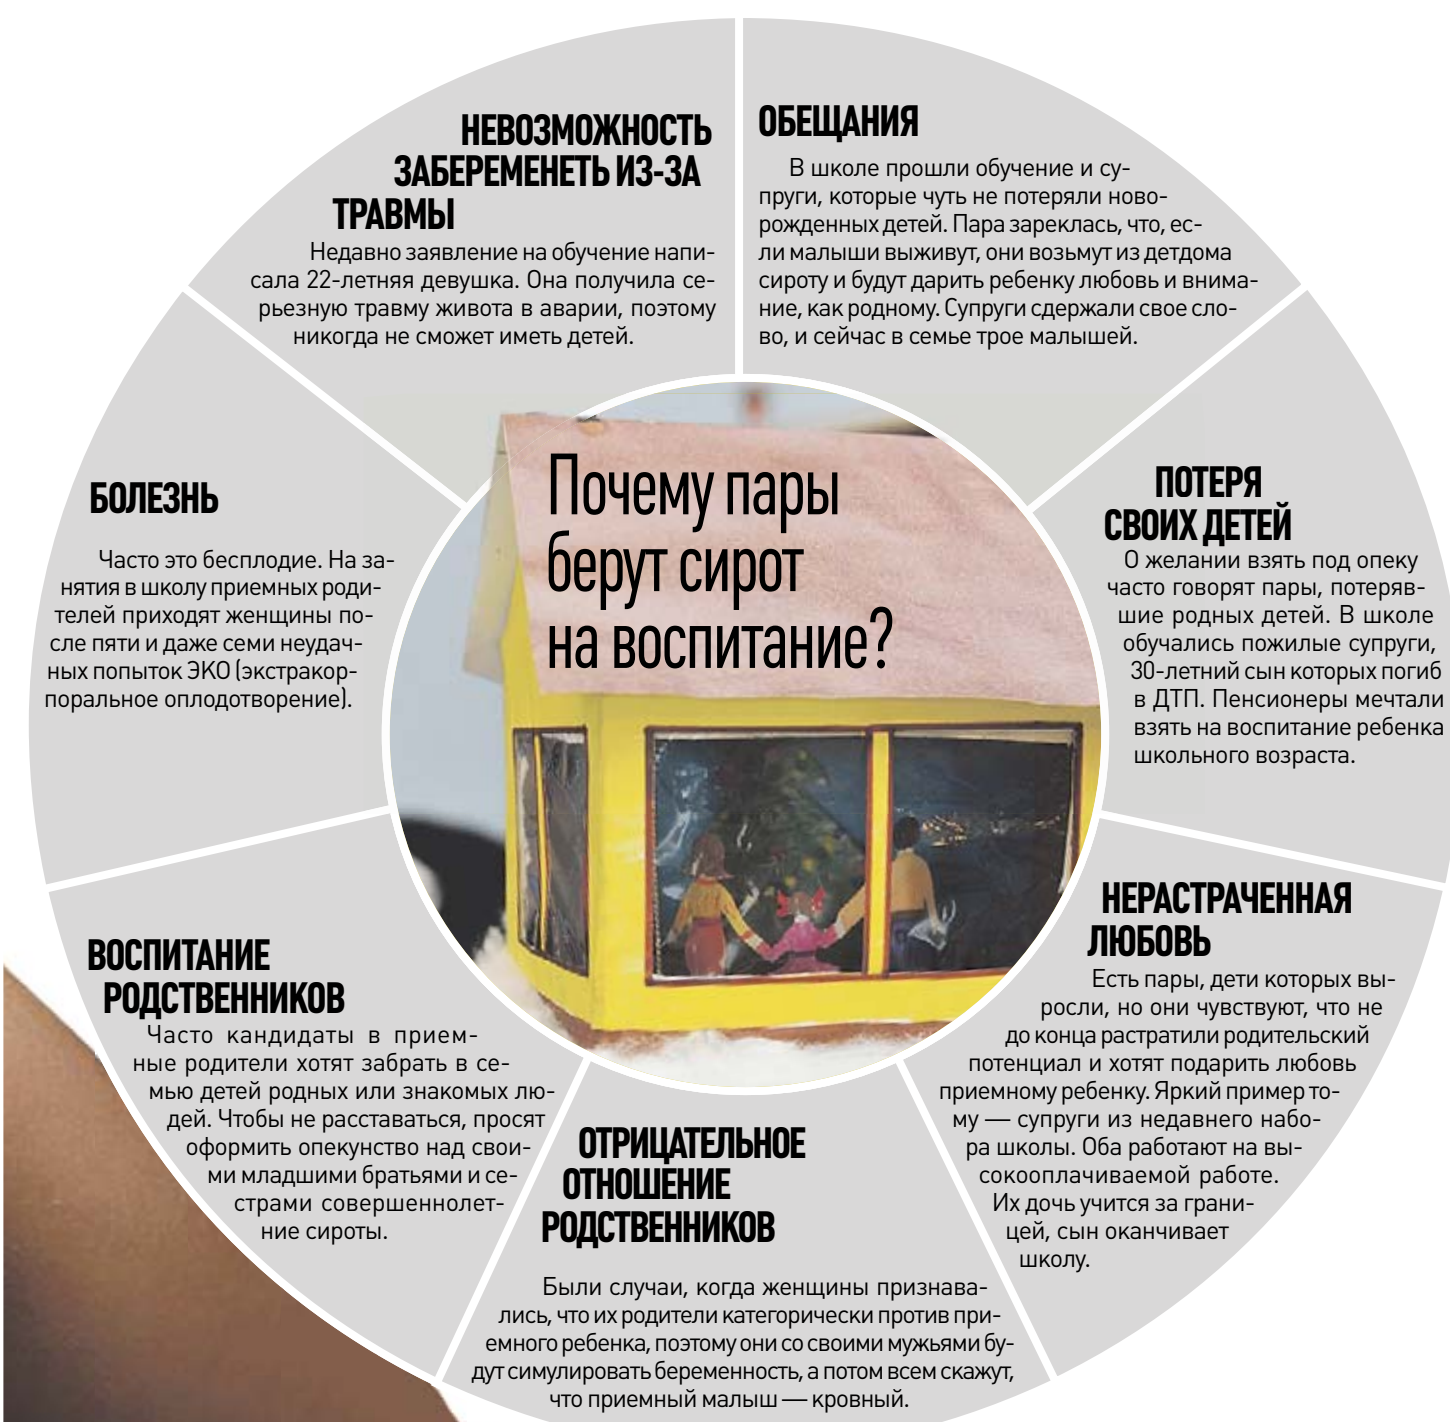 Почему пары
берут сирот
на воспитание?
НЕВОЗМОЖНОСТЬ
ЗАБЕРЕМЕНЕТЬ ИЗ-ЗА
ТРАВМЫ
Недавно заявление на обучение напи-
сала 22-летняя девушка. Она получила се-
рьезную травму живота в аварии, поэтому
никогда не сможет иметь детей.
ОБЕЩАНИЯ
В школе прошли обучение и су-
пруги, которые чуть не потеряли ново-
рожденных детей. Пара зареклась, что, ес-
ли малыши выживут, они возьмут из детдома
сироту и будут дарить ребенку любовь и внима-
ние, как родному. Супруги сдержали свое сло-
во, и сейчас в семье трое малышей.
ПОТЕРЯ
СВОИХ ДЕТЕЙ
О желании взять под опеку
часто говорят пары, потеряв-
шие родных детей. В школе
обучались пожилые супруги,
30-летний сын которых погиб
в ДТП. Пенсионеры мечтали
взять на воспитание ребенка
школьного возраста.
НЕРАСТРАЧЕННАЯ
ЛЮБОВЬ
Есть пары, дети которых вы-
росли, но они чувствуют, что не
до конца растратили родительский
потенциал и хотят подарить любовь
приемному ребенку. Яркий пример то-
му — супруги из недавнего набо-
ра школы. Оба работают на вы-
сокооплачиваемой работе.
Их дочь учится за грани-
цей, сын оканчивает
школу.
ОТРИЦАТЕЛЬНОЕ
ОТНОШЕНИЕ
РОДСТВЕННИКОВ
Были случаи, когда женщины признава-
лись, что их родители категорически против при-
емного ребенка, поэтому они со своими мужьями бу-
дут симулировать беременность, а потом всем скажут,
что приемный малыш — кровный.
ВОСПИТАНИЕ
РОДСТВЕННИКОВ
Часто кандидаты в прием-
ные родители хотят забрать в се-
мью детей родных или знакомых лю-
дей. Чтобы не расставаться, просят
оформить опекунство над свои-
ми младшими братьями и се-
страми совершеннолет-
ние сироты.
БОЛЕЗНЬ
Часто это бесплодие. На за-
нятия в школу приемных роди-
телей приходят женщины по-
сле пяти и даже семи неудач-
ных попыток ЭКО (экстракор-
поральное оплодотворение).